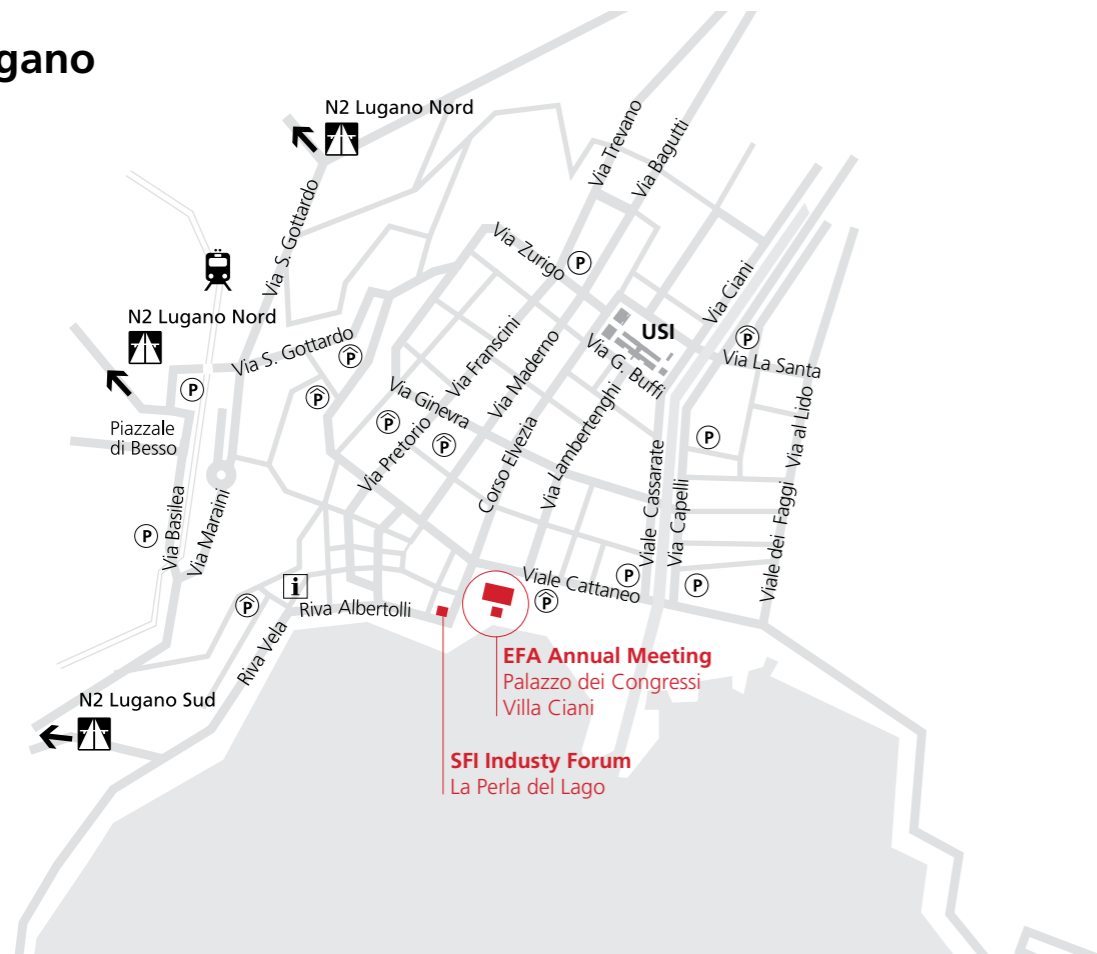 gano
N2 Lugano Nord
Via Trevano
Via Bagutti
Via S. Gottardo
Via Zurigo
P
N2 Lugano Nord
Via Ciani
USI
P
Via La Santa
Via S. Gottardo
P
Via G. Buffi
Via Franscini
Via Maderno
P
P
Via Ginevra
Via Lambertenghi
Via al Lido
Piazzale
di Besso
P
P
Via Pretorio
Corso Elvezia
P
Viale Cassarate
Via Capelli
Via Basilea
Via Maraini
P
Viale dei Faggi
i
Viale Cattaneo
P
P
P
P
Riva Albertolli
Riva Vela
EFA Annual Meeting
Palazzo dei Congressi
Villa Ciani
N2 Lugano Sud
SFI Industy Forum
La Perla del Lago